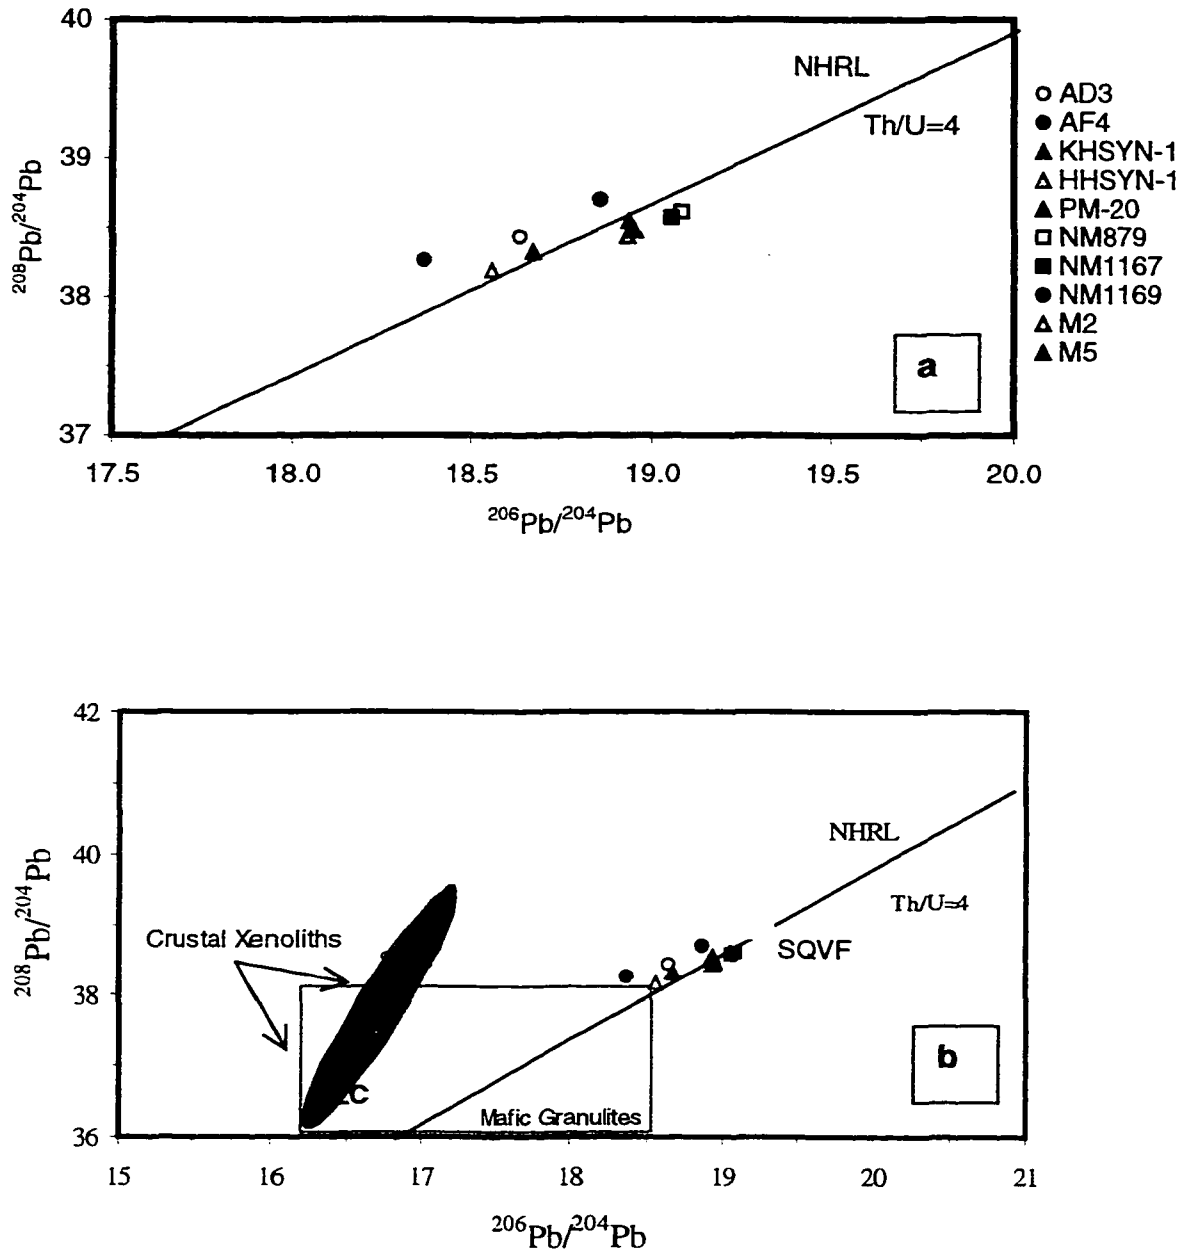 40
NHRL
Th/U=4
39
38
37
²⁰⁸Pb/²⁰⁴Pb
17.5 18.0 18.5 19.0 19.5 20.0
²⁰⁶Pb/²⁰⁴Pb
AD3
AF4
KHSYN-1
HHSYN-1
PM-20
NM879
NM1167
NM1169
M2
M5
a
42
NHRL
40
Th/U=4
Crustal Xenoliths
SQVF
38
b
Mafic Granulites
36
²⁰⁸Pb/²⁰⁴Pb
15 16 17 18 19 20 21
²⁰⁶Pb/²⁰⁴Pb